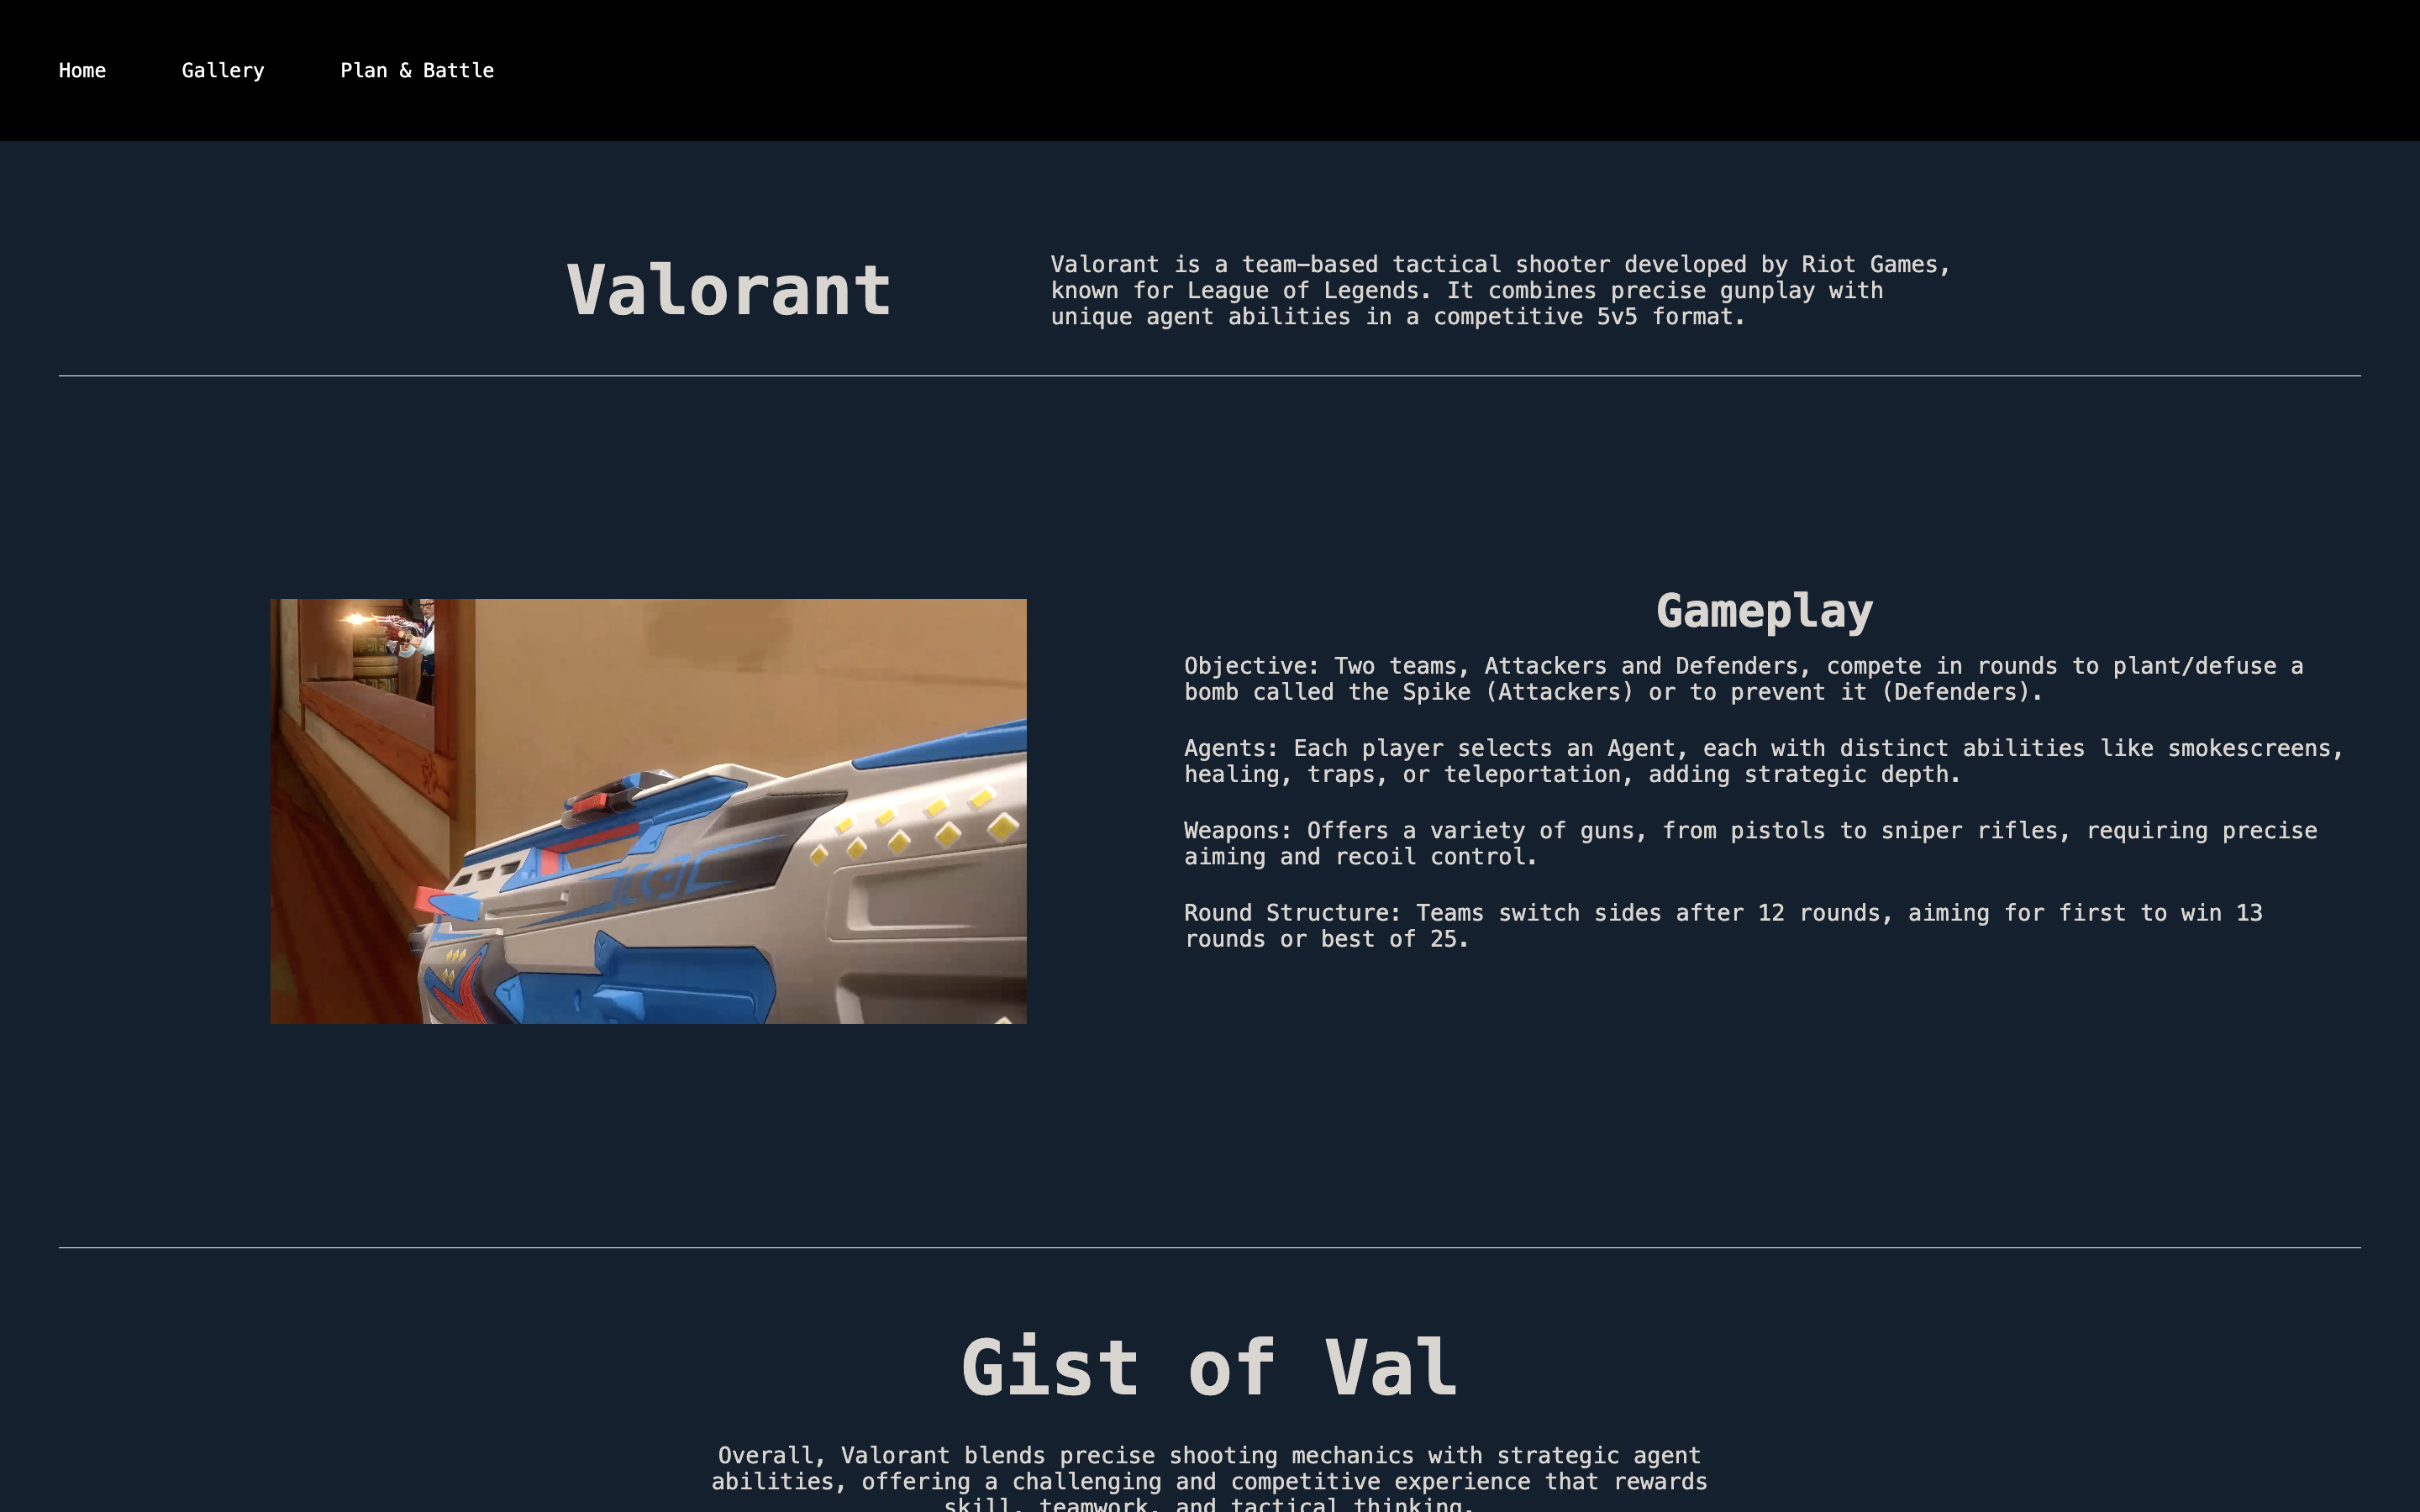 Home Gallery Plan & Battle
Valorant
Valorant is a team-based tactical shooter developed by Riot Games,
known for League of Legends. It combines precise gunplay with
unique agent abilities in a competitive 5v5 format.
Gameplay
Objective: Two teams, Attackers and Defenders, compete in rounds to plant/defuse a
bomb called the Spike (Attackers) or to prevent it (Defenders).
Agents: Each player selects an Agent, each with distinct abilities like smokescreens,
healing, traps, or teleportation, adding strategic depth.
Weapons: Offers a variety of guns, from pistols to sniper rifles, requiring precise
aiming and recoil control.
Round Structure: Teams switch sides after 12 rounds, aiming for first to win 13
rounds or best of 25.
Gist of Val
Overall, Valorant blends precise shooting mechanics with strategic agent
abilities, offering a challenging and competitive experience that rewards
skill, teamwork, and tactical thinking.